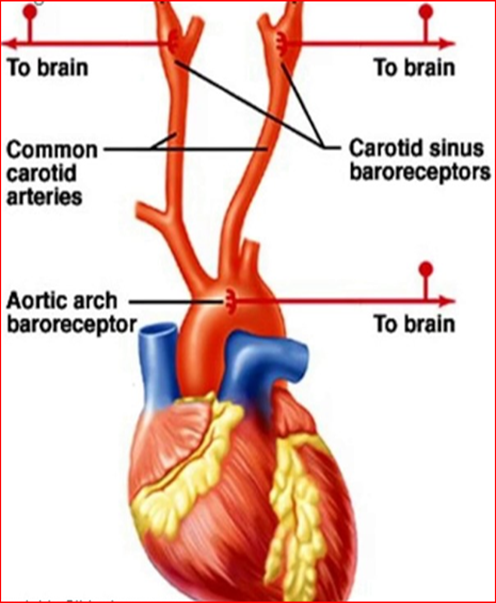 To brain
To brain
Common
carotid
arteries
Carotid sinus
baroreceptors
Aortic arch
baroreceptor
To brain